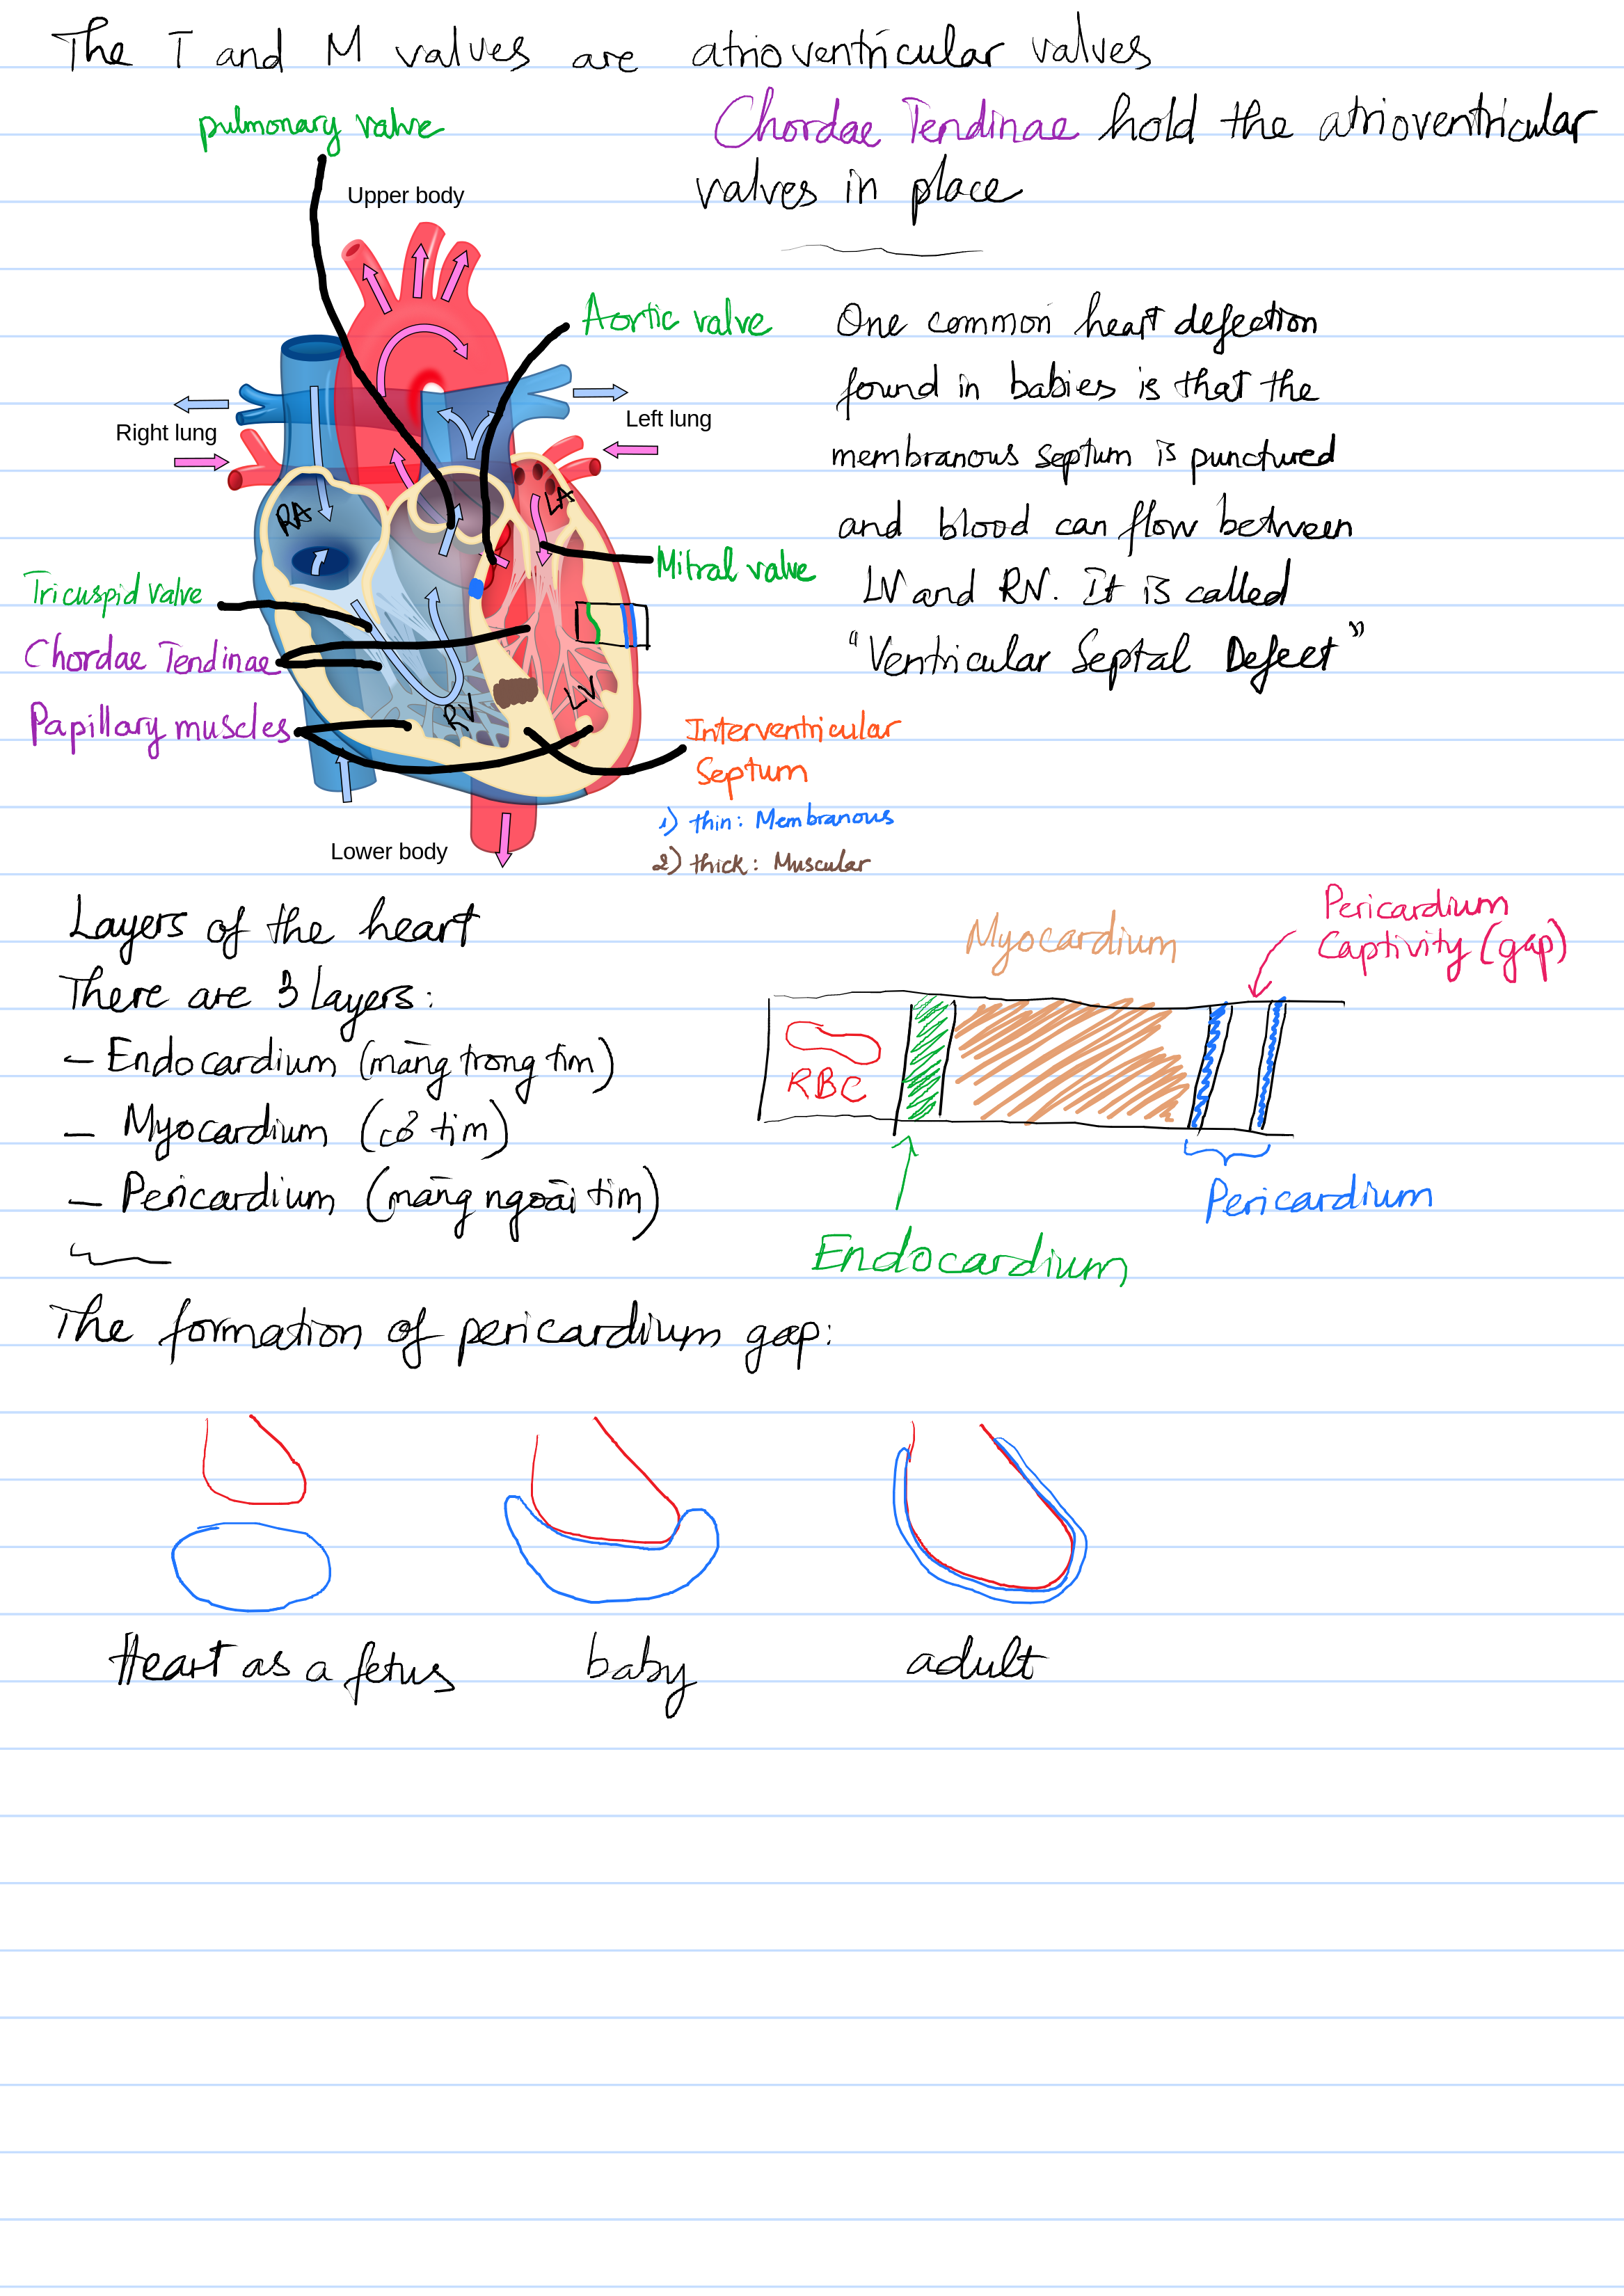 The T and M valves are atrioventricular valves
Chordae Tendinae hold the atrioventricular
valves in place
pulmonary valve
Upper body
Aortic valve
Right lung
Left lung
RA
LA
Mitral valve
Tricuspid valve
Chordae Tendinae
Papillary muscles
RV
LV
Interventricular
Septum
1) thin: Membranous
2) thick: Muscular
Lower body
One common heart defection
found in babies is that the
membranous septum is punctured
and blood can flow between
LV and RV. It is called
"Ventricular Septal Defect"
Layers of the heart
There are 3 layers:
- Endocardium (màng trong tim)
- Myocardium (cơ tim)
- Pericardium (màng ngoài tim)
Myocardium
Pericardium
Captivity (gap)
RBC
Pericardium
Endocardium
The formation of pericardium gap:
Heart as a fetus
baby
adult